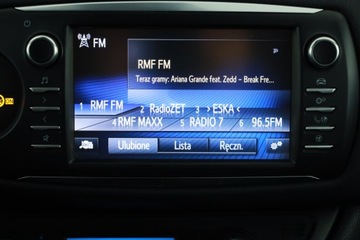 FM
RMF FM
Teraz gramy: Ariana Grande feat. Zedd – Break Fre...
1 RMF FM 2 RadioZET 3 >ESKA<
4 RMF MAXX 5 RADIO 7 6 96.5FM
Ulubione Lista Ręczn.